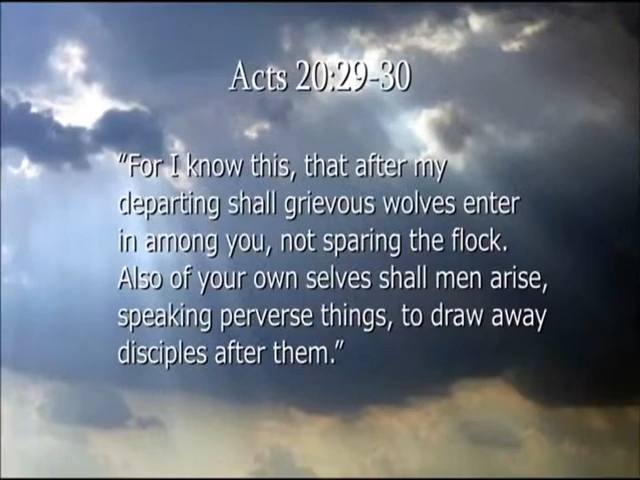 Acts 20:29-30
“For I know this, that after my
departing shall grievous wolves enter
in among you, not sparing the flock.
Also of your own selves shall men arise,
speaking perverse things, to draw away
disciples after them.”